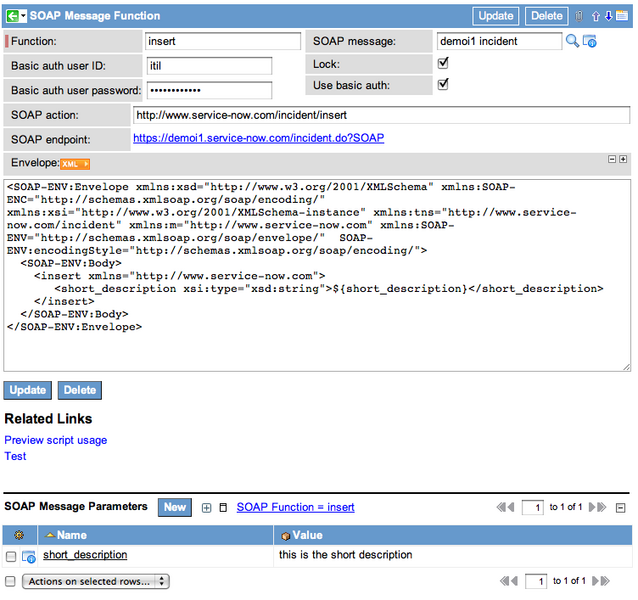 SOAP Message Function
Update Delete
Function: insert SOAP message: demoi1 incident
Basic auth user ID: itil Lock:
Basic auth user password: •••••••••••• Use basic auth:
SOAP action: http://www.service-now.com/incident/insert
SOAP endpoint: https://demoi1.service-now.com/incident.do?SOAP
Envelope: XML
<SOAP-ENV:Envelope xmlns:xsd="http://www.w3.org/2001/XMLSchema" xmlns:SOAP-
ENC="http://schemas.xmlsoap.org/soap/encoding/"
xmlns:xsi="http://www.w3.org/2001/XMLSchema-instance" xmlns:tns="http://www.service-
now.com/incident" xmlns:m="http://www.service-now.com" xmlns:SOAP-
ENV="http://schemas.xmlsoap.org/soap/envelope/"  SOAP-
ENV:encodingStyle="http://schemas.xmlsoap.org/soap/encoding/">
<SOAP-ENV:Body>
<insert xmlns="http://www.service-now.com">
<short_description xsi:type="xsd:string">${short_description}</short_description>
</insert>
</SOAP-ENV:Body>
</SOAP-ENV:Envelope>
Update Delete
Related Links
Preview script usage
Test
SOAP Message Parameters New SOAP Function = insert 1 to 1 of 1
Name Value
short_description this is the short description
Actions on selected rows... 1 to 1 of 1